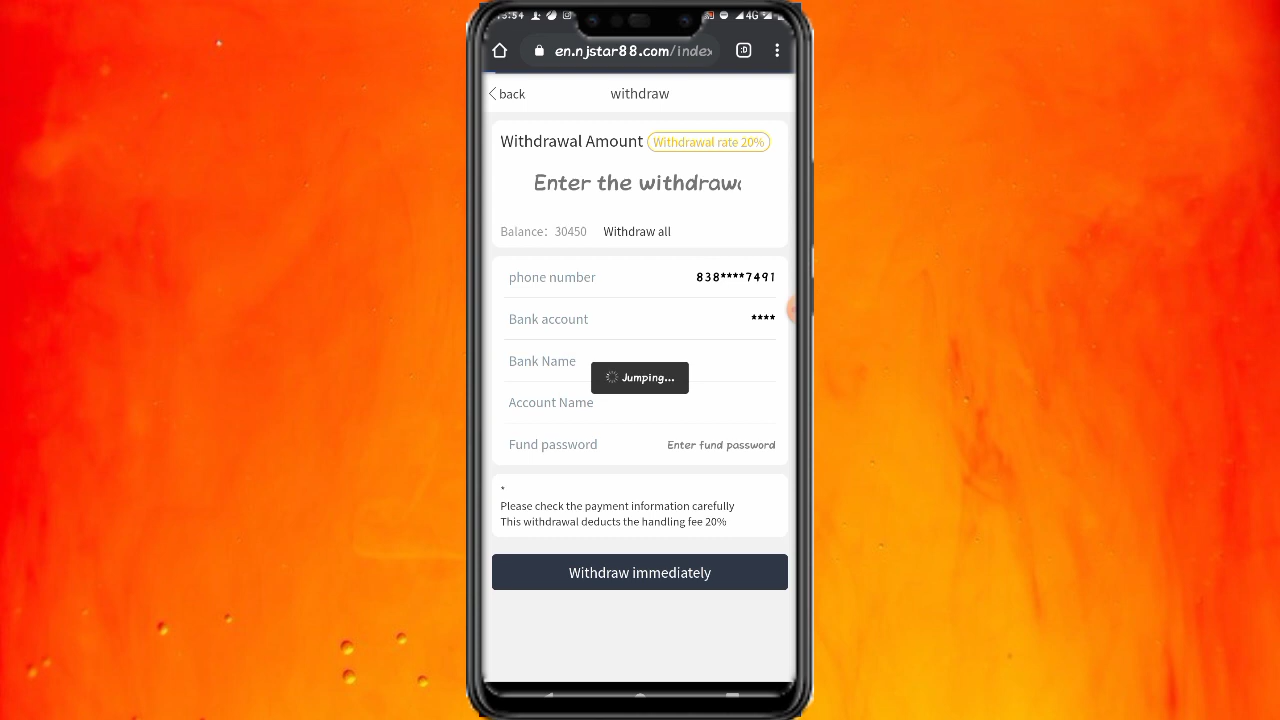 :54 4G
en.njstar88.com/index :D
back withdraw
Withdrawal Amount Withdrawal rate 20%
Enter the
Balance: 30450 Withdraw all
phone number 838****7491
Bank account ****
Bank Name
Jumping...
Account Name
Fund password Enter fund password
*
Please check the payment information carefully
This withdrawal deducts the handling fee 20%
Withdraw immediately